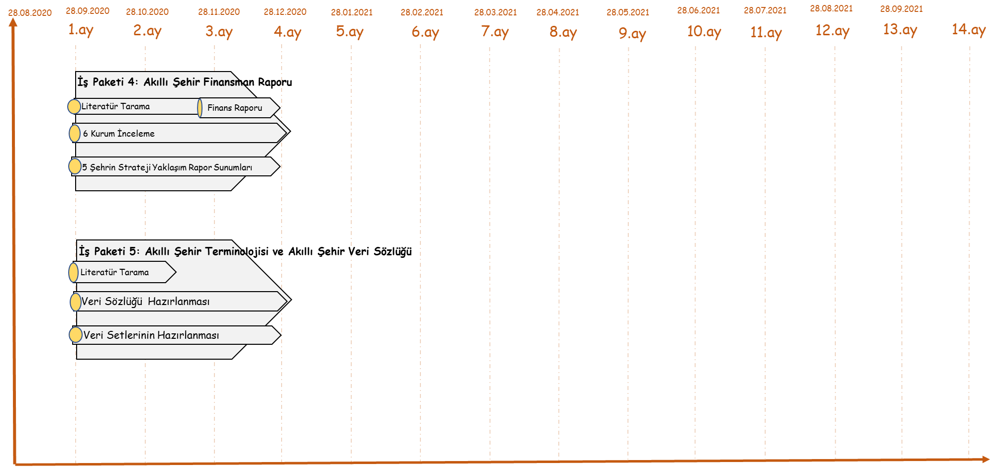 28.08.2020 28.09.2020 28.10.2020 28.11.2020 28.12.2020 28.01.2021 28.02.2021 28.03.2021 28.04.2021 28.05.2021 28.06.2021 28.07.2021 28.08.2021 28.09.2021
1.ay 2.ay 3.ay 4.ay 5.ay 6.ay 7.ay 8.ay 9.ay 10.ay 11.ay 12.ay 13.ay 14.ay
İş Paketi 4: Akıllı Şehir Finansman Raporu
Literatür Tarama Finans Raporu
6 Kurum İnceleme
5 Şehrin Strateji Yaklaşım Rapor Sunumları
İş Paketi 5: Akıllı Şehir Terminolojisi ve Akıllı Şehir Veri Sözlüğü
Literatür Tarama
Veri Sözlüğü Hazırlanması
Veri Setlerinin Hazırlanması